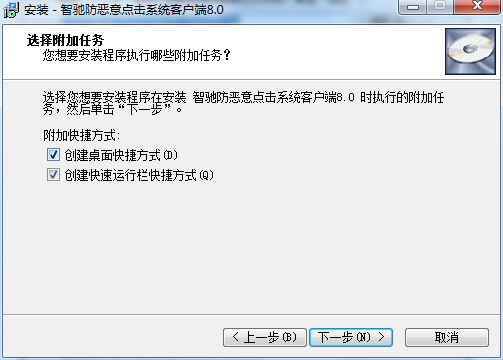 安装 - 智驰防恶意点击系统客户端8.0
选择附加任务
您想要安装程序执行哪些附加任务？
选择您想要安装程序在安装 智驰防恶意点击系统客户端8.0 时执行的附加任
务，然后单击“下一步”。
附加快捷方式:
创建桌面快捷方式(D)
创建快速运行栏快捷方式(Q)
< 上一步(B)
下一步(N) >
取消